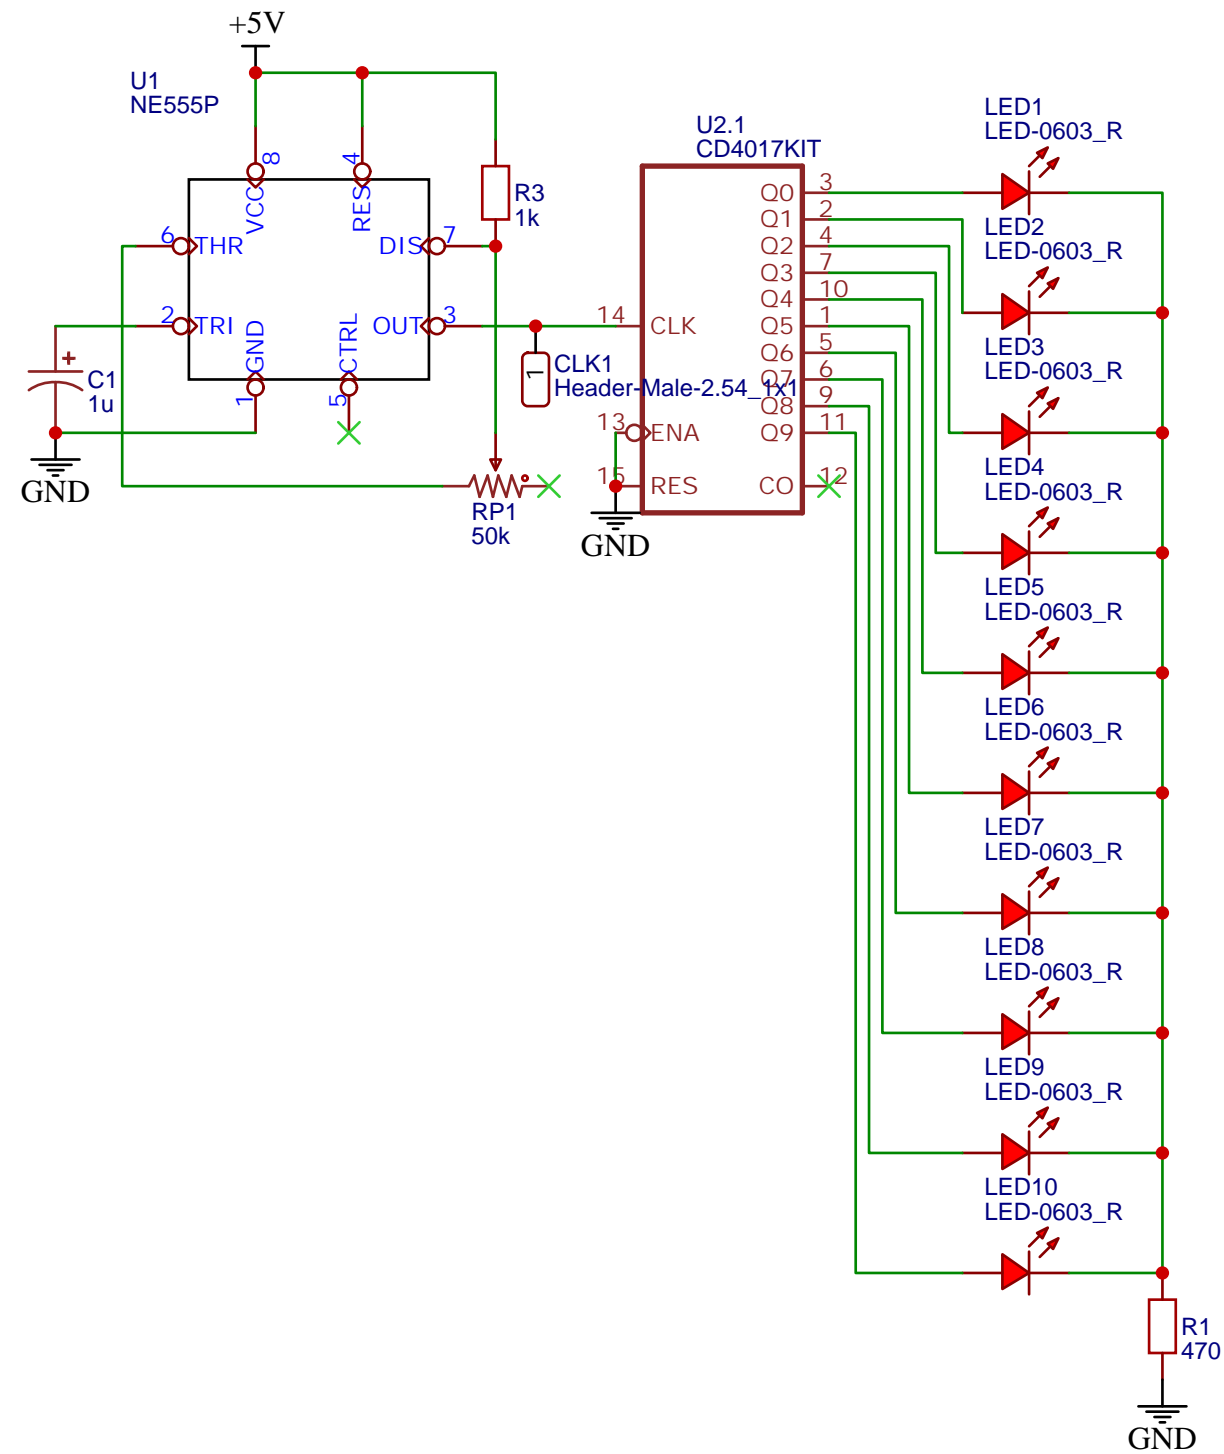 +5V
U1
NE555P
8
VCC
4
RES
6
THR
DIS
7
2
TRI
OUT
3
GND
1
CTRL
5
R3
1k
C1
1u
GND
RP1
50k
CLK1
Header-Male-2.54_1x1
1
U2.1
CD4017KIT
14
CLK
13
ENA
15
RES
GND
Q0
3
Q1
2
Q2
4
Q3
7
Q4
10
Q5
1
Q6
5
Q7
6
Q8
9
Q9
11
CO
12
LED1
LED-0603_R
LED2
LED-0603_R
LED3
LED-0603_R
LED4
LED-0603_R
LED5
LED-0603_R
LED6
LED-0603_R
LED7
LED-0603_R
LED8
LED-0603_R
LED9
LED-0603_R
LED10
LED-0603_R
R1
470
GND